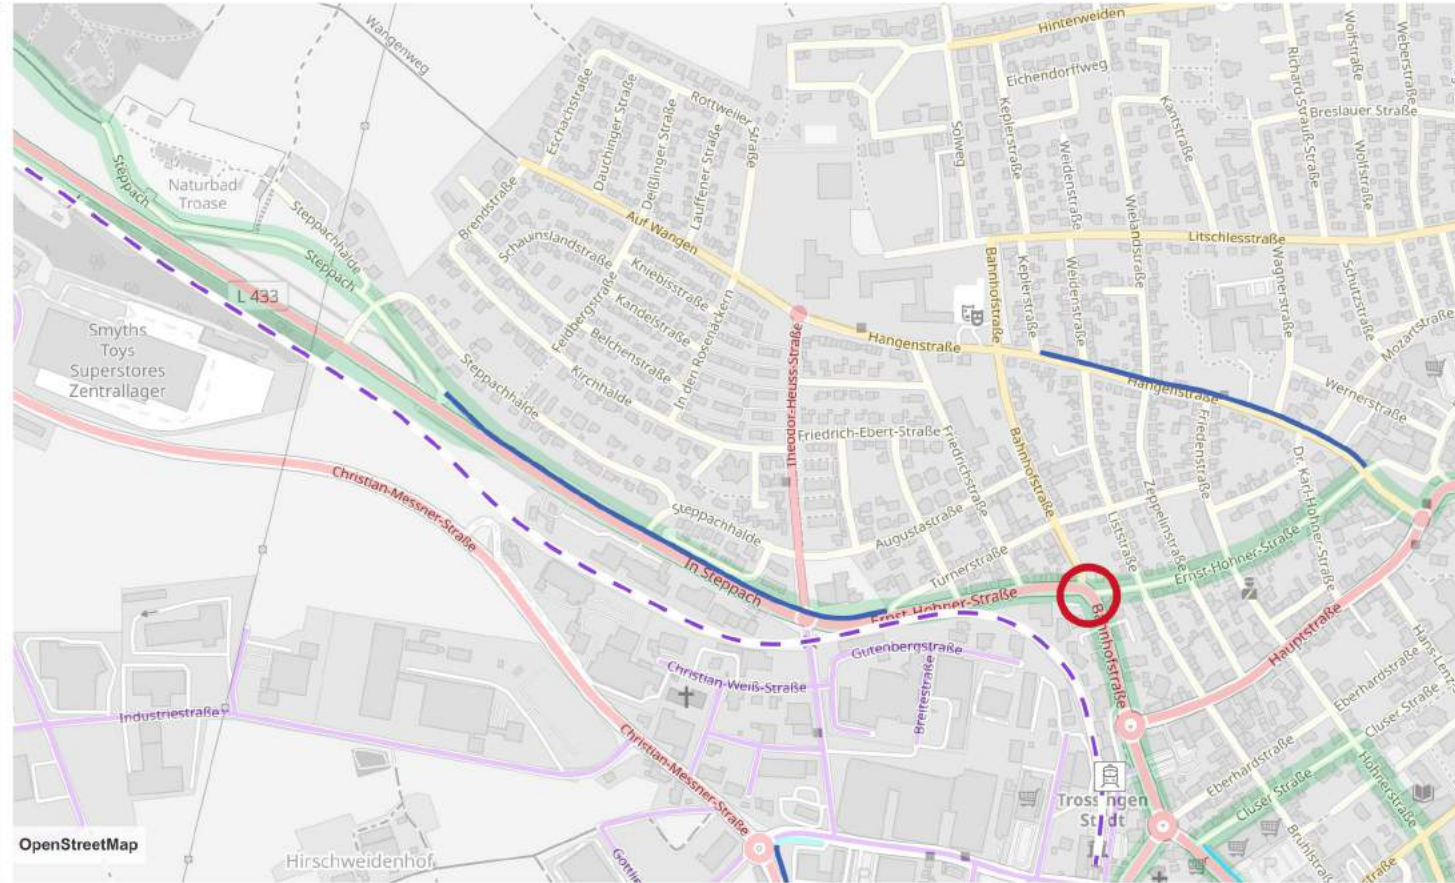 Hinterweiden
Wangenweg
Eichendorffweg
Wolfstraße
Weberstraße
Richard-Strauß-Straße
Breslauer Straße
Wolfstraße
Eschachstraße
Dauchinger Straße
Deißlinger Straße
Rottweiler Straße
Lauffener Straße
Solweg
Keplerstraße
Kantstraße
Weidenstraße
Wielandstraße
Steppach
Naturbad
Troase
Steppachhalde
Steppach
Brendstraße
Schauinslandstraße
Auf Wangen
Kniebisstraße
Kandelstraße
Feldbergstraße
Belchenstraße
Kirchhalde
In den Rosenäckern
Litschlesstraße
Wagnerstraße
Schutzstraße
Mozartstraße
Bahnhofstraße
Keplerstraße
Weidenstraße
L 433
Smyths
Toys
Superstores
Zentrallager
Hangenstraße
Hangenstraße
Wernerstraße
Theodor-Heuss-Straße
Steppachhalde
Friedrich-Ebert-Straße
Friedrichstraße
Bahnhofstraße
Friedenstraße
Dr.-Karl-Hohner-Straße
Christian-Messner-Straße
Steppachhalde
Augustastraße
Turnerstraße
Liststraße
Zeppelinstraße
In Steppach
Ernst-Hohner-Straße
Ernst-Hohner-Straße
Bahnhofstraße
Hauptstraße
Gutenbergstraße
Christian-Weiß-Straße
Breitestraße
Industriestraße
Christian-Messner-Straße
Eberhardstraße
Cluser Straße
Eberhardstraße
Cluser Straße
Hohnerstraße
Trossingen
Stadt
OpenStreetMap
Hirschweidenhof